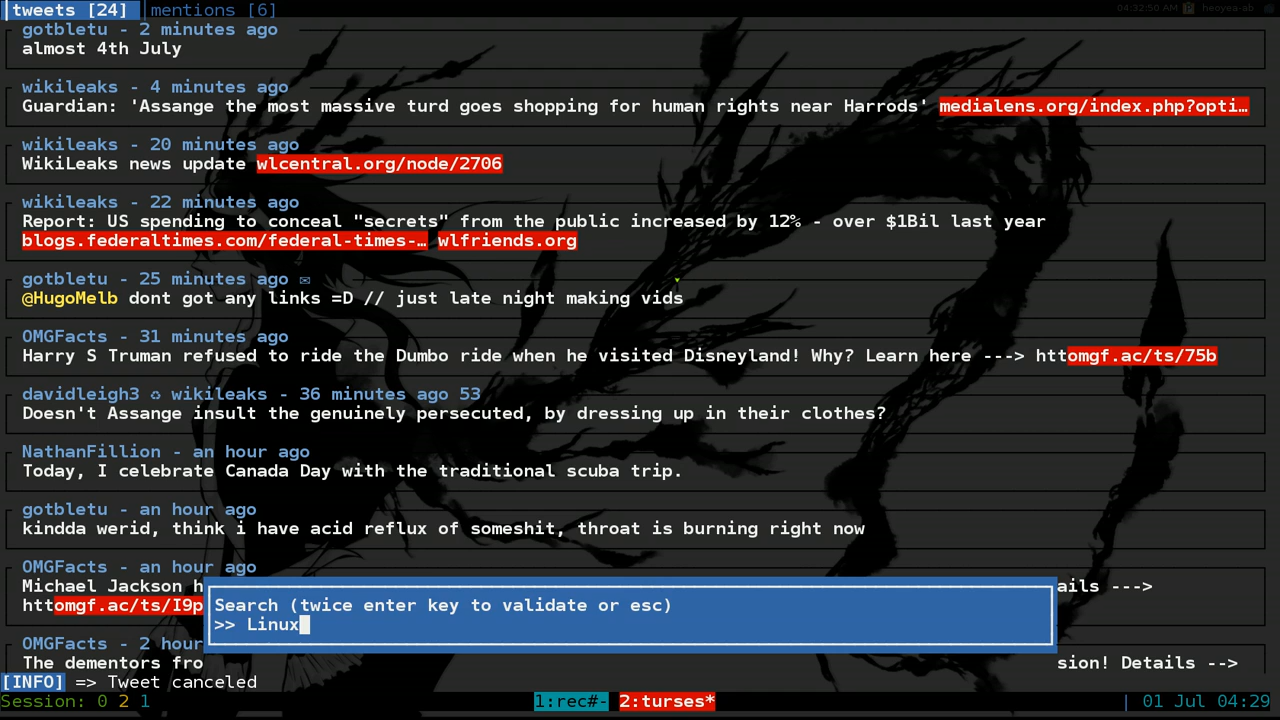 tweets [24] mentions [6] 04:32:50 AM heoyea-ab
gotbletu - 2 minutes ago
almost 4th July
wikileaks - 4 minutes ago
Guardian: 'Assange the most massive turd goes shopping for human rights near Harrods' medialens.org/index.php?opti…
wikileaks - 20 minutes ago
WikiLeaks news update wlcentral.org/node/2706
wikileaks - 22 minutes ago
Report: US spending to conceal "secrets" from the public increased by 12% - over $1Bil last year
blogs.federaltimes.com/federal-times-… wlfriends.org
gotbletu - 25 minutes ago ✉
@HugoMelb dont got any links =D // just late night making vids
OMGFacts - 31 minutes ago
Harry S Truman refused to ride the Dumbo ride when he visited Disneyland! Why? Learn here ---> httomgf.ac/ts/75b
davidleigh3 ♻ wikileaks - 36 minutes ago 53
Doesn't Assange insult the genuinely persecuted, by dressing up in their clothes?
NathanFillion - an hour ago
Today, I celebrate Canada Day with the traditional scuba trip.
gotbletu - an hour ago
kindda werid, think i have acid reflux of someshit, throat is burning right now
OMGFacts - an hour ago
Michael Jackson h ails --->
httomgf.ac/ts/I9p
Search (twice enter key to validate or esc)
>> Linux
OMGFacts - 2 hour
The dementors fro sion! Details -->
[INFO] => Tweet canceled
Session: 0 2 1 1:rec#- 2:turses* | 01 Jul 04:29